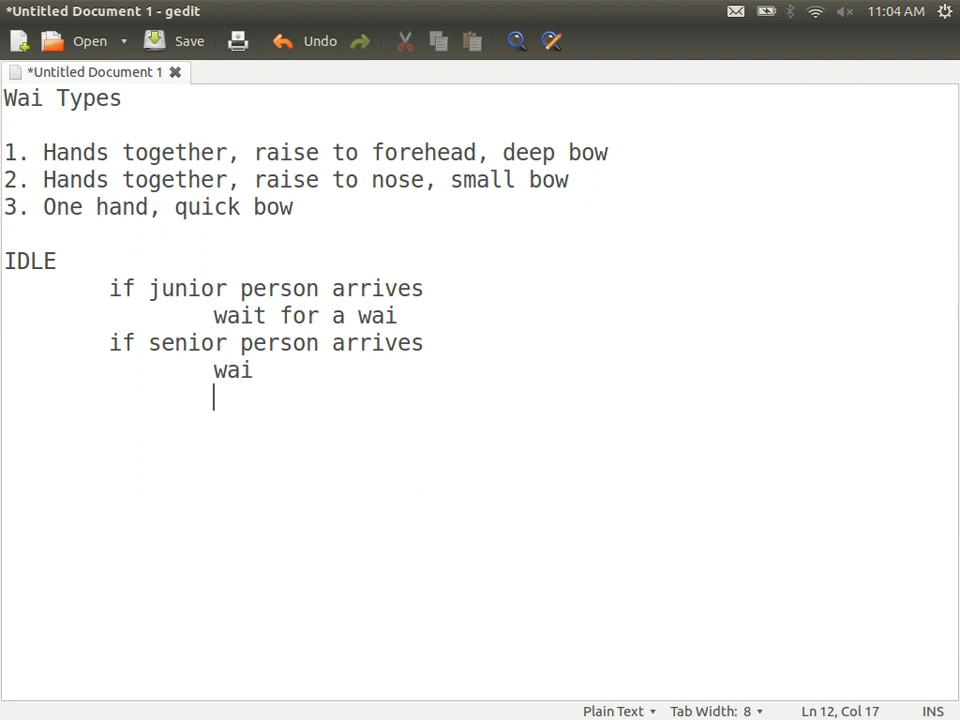 *Untitled Document 1 - gedit
11:04 AM
Open
Save
Undo
*Untitled Document 1
Wai Types
1. Hands together, raise to forehead, deep bow
2. Hands together, raise to nose, small bow
3. One hand, quick bow
IDLE
if junior person arrives
wait for a wai
if senior person arrives
wai
Plain Text
Tab Width: 8
Ln 12, Col 17
INS